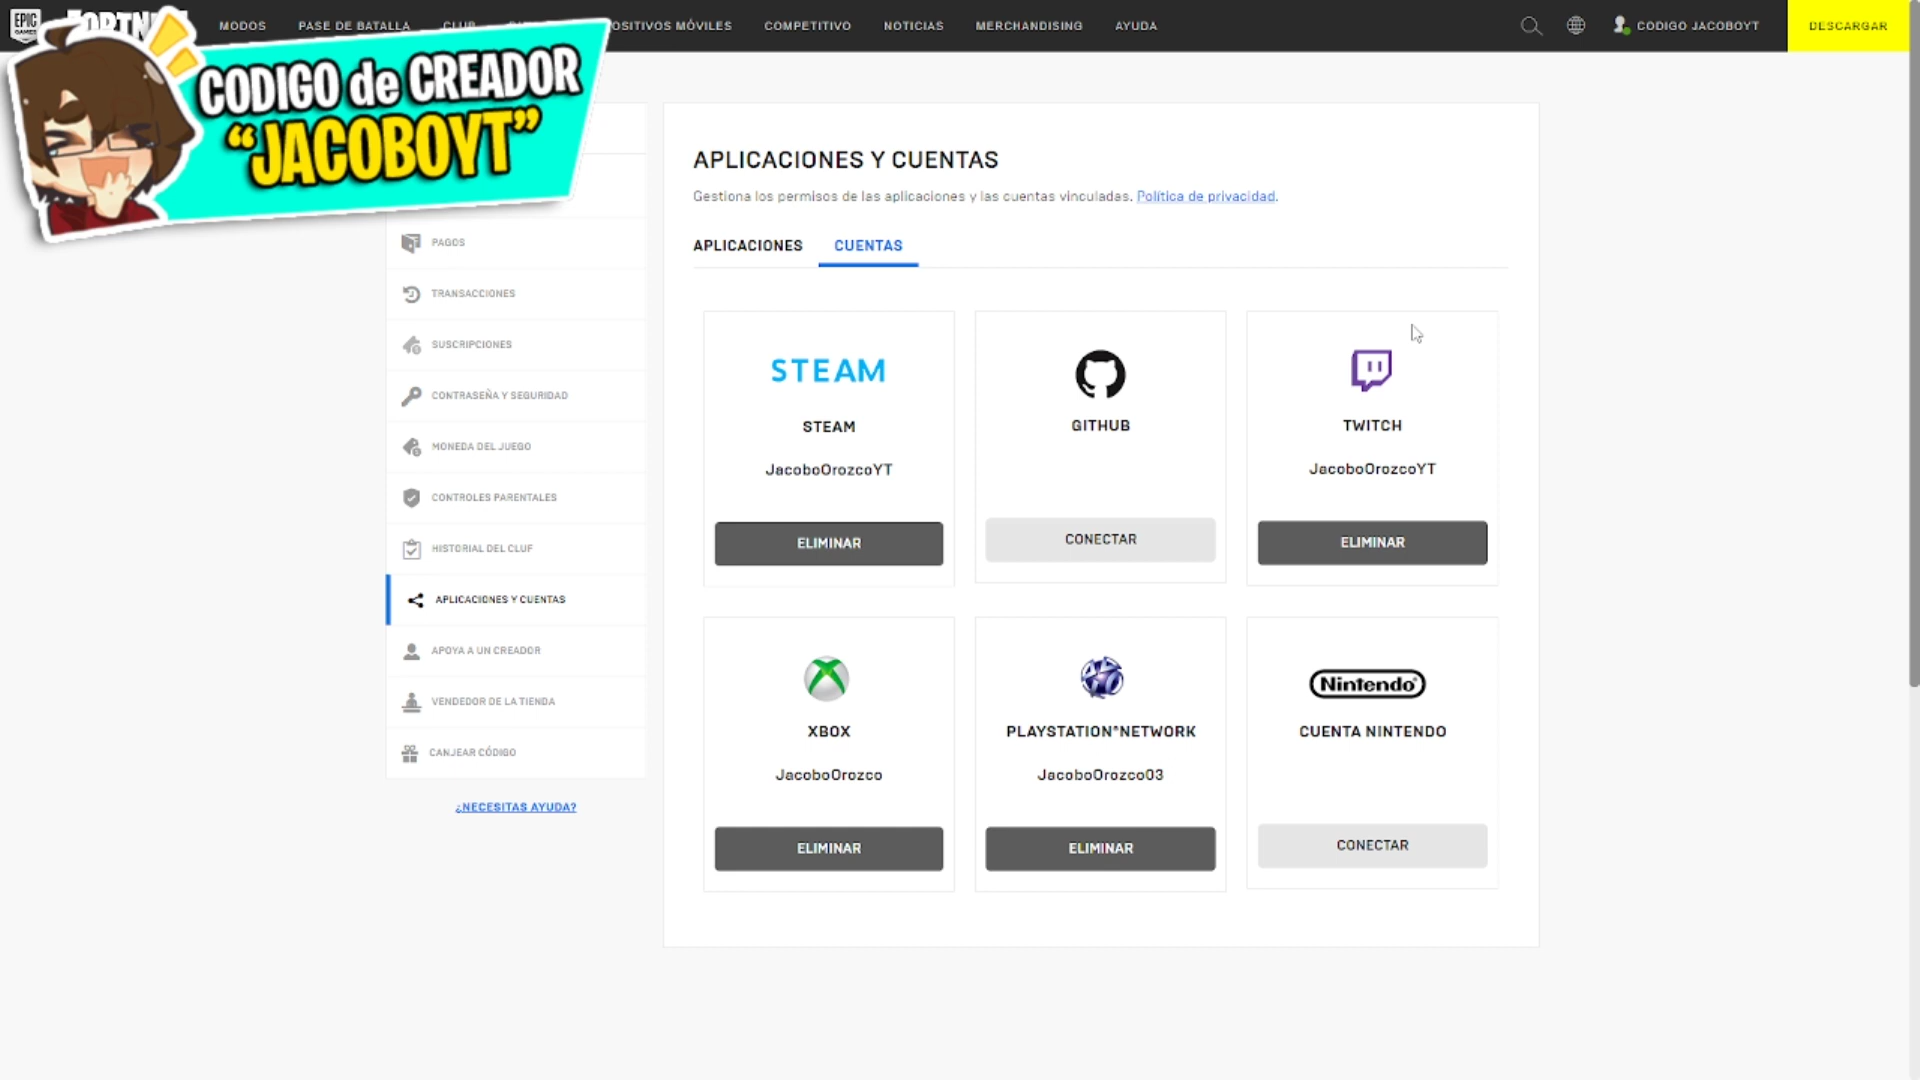 EPIC
GAMES
MODOS
PASE DE BATALLA
COMPETITIVO
NOTICIAS
MERCHANDISING
AYUDA
CODIGO JACOBOYT
DESCARGAR
CODIGO de CREADOR
"JACOBOYT"
PAGOS
TRANSACCIONES
SUSCRIPCIONES
CONTRASEÑA Y SEGURIDAD
MONEDA DEL JUEGO
CONTROLES PARENTALES
HISTORIAL DEL CLUF
APLICACIONES Y CUENTAS
APOYA A UN CREADOR
VENDEDOR DE LA TIENDA
CANJEAR CÓDIGO
¿NECESITAS AYUDA?
APLICACIONES Y CUENTAS
Gestiona los permisos de las aplicaciones y las cuentas vinculadas. Política de privacidad.
APLICACIONES
CUENTAS
STEAM
STEAM
JacoboOrozcoYT
ELIMINAR
GITHUB
CONECTAR
TWITCH
JacoboOrozcoYT
ELIMINAR
XBOX
JacoboOrozco
ELIMINAR
PLAYSTATION®NETWORK
JacoboOrozco03
ELIMINAR
Nintendo®
CUENTA NINTENDO
CONECTAR